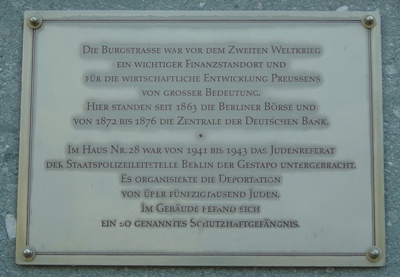 Die Burgstrasse war vor dem Zweiten Weltkrieg
ein wichtiger Finanzstandort und
für die wirtschaftliche Entwicklung Preussens
von grosser Bedeutung.
Hier standen seit 1863 die Berliner Börse und
von 1872 bis 1876 die Zentrale der Deutschen Bank.
*
Im Haus Nr. 28 war von 1941 bis 1943 das Judenreferat
der Staatspolizeileitstelle Berlin der Gestapo untergebracht.
Es organisierte die Deportation
von über fünfzigtausend Juden.
Im Gebäude befand sich
ein so genanntes Schutzhaftgefängnis.